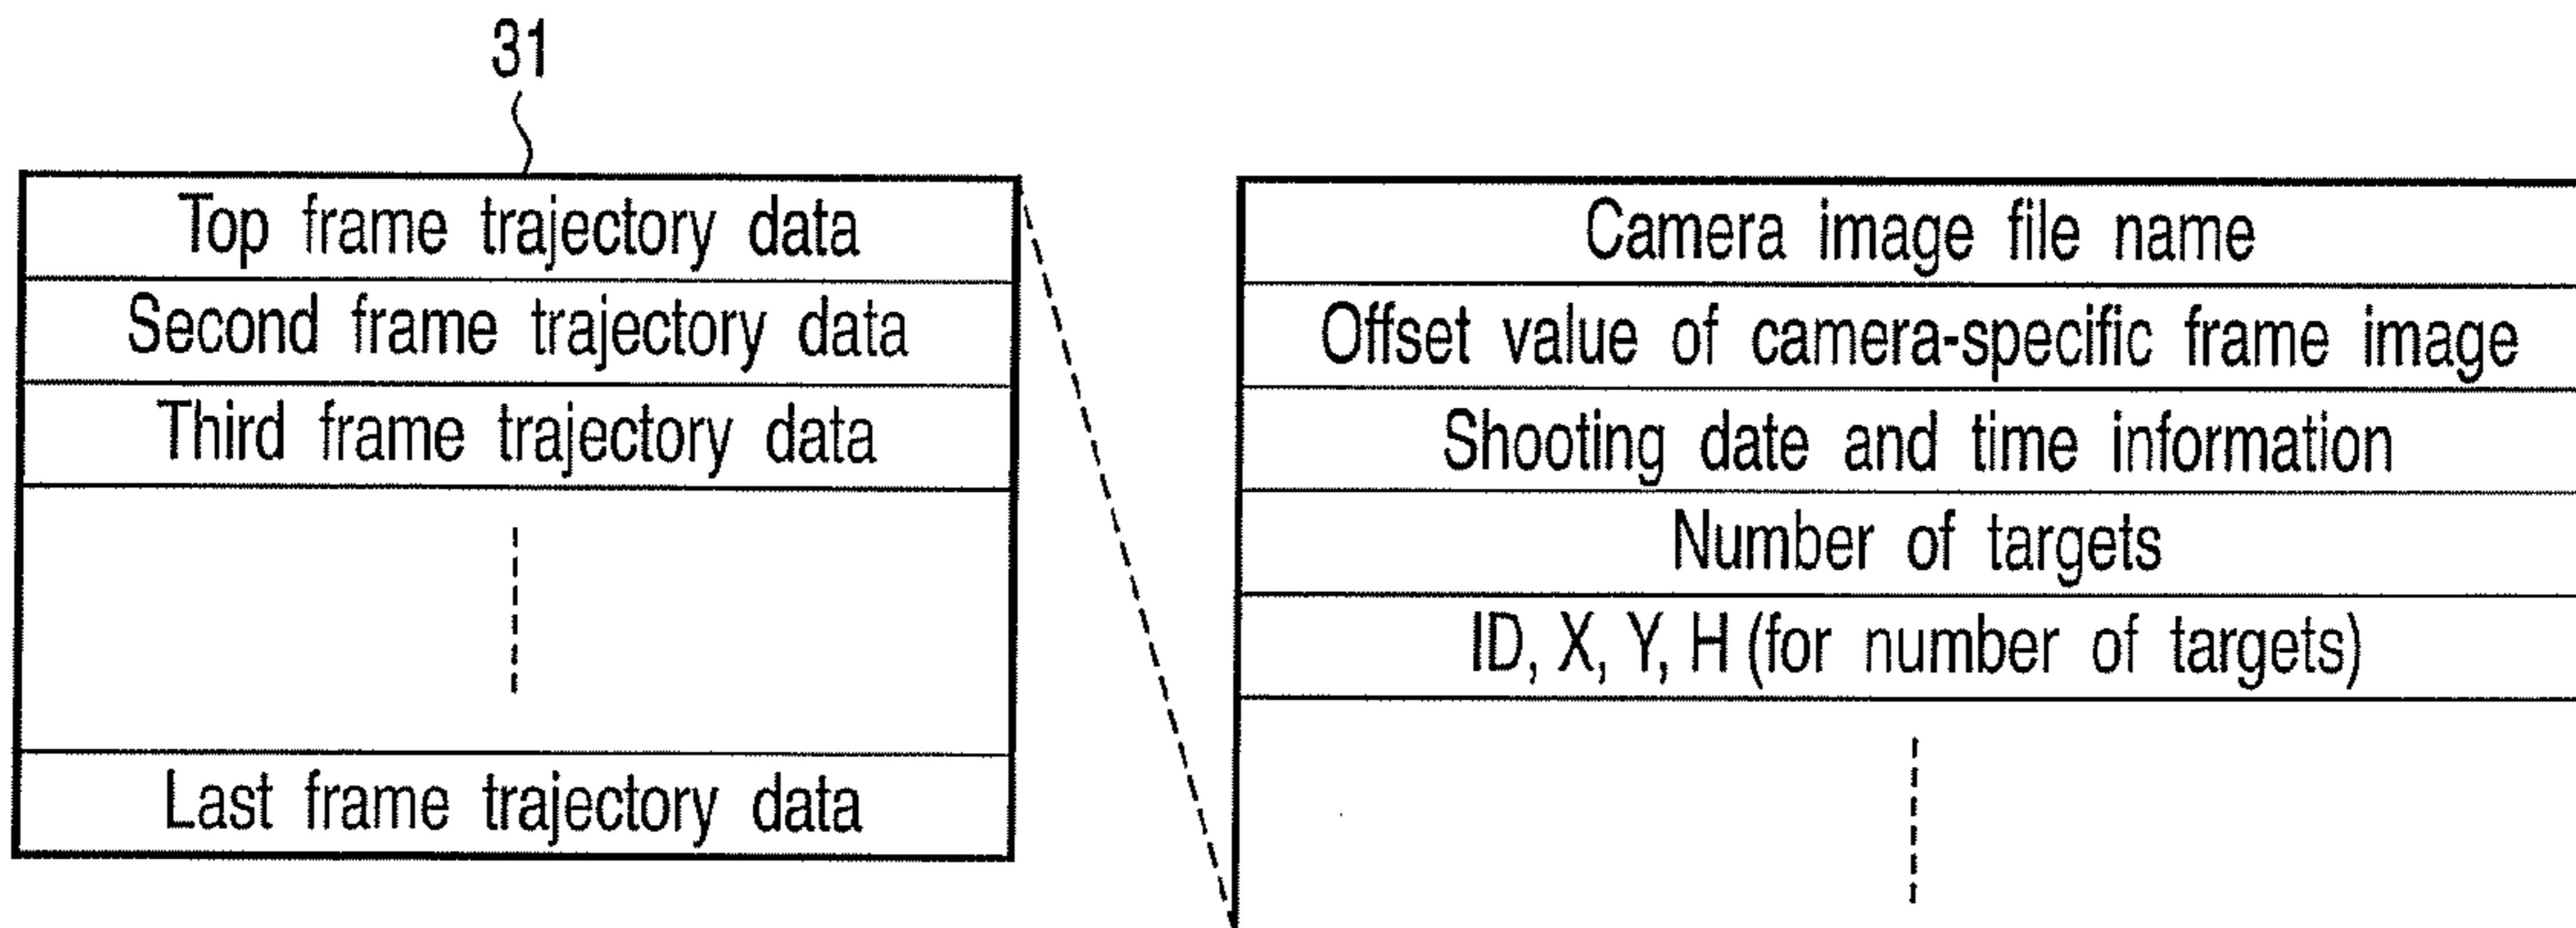 31
Top frame trajectory data
Second frame trajectory data
Third frame trajectory data
Last frame trajectory data
Camera image file name
Offset value of camera-specific frame image
Shooting date and time information
Number of targets
ID, X, Y, H (for number of targets)